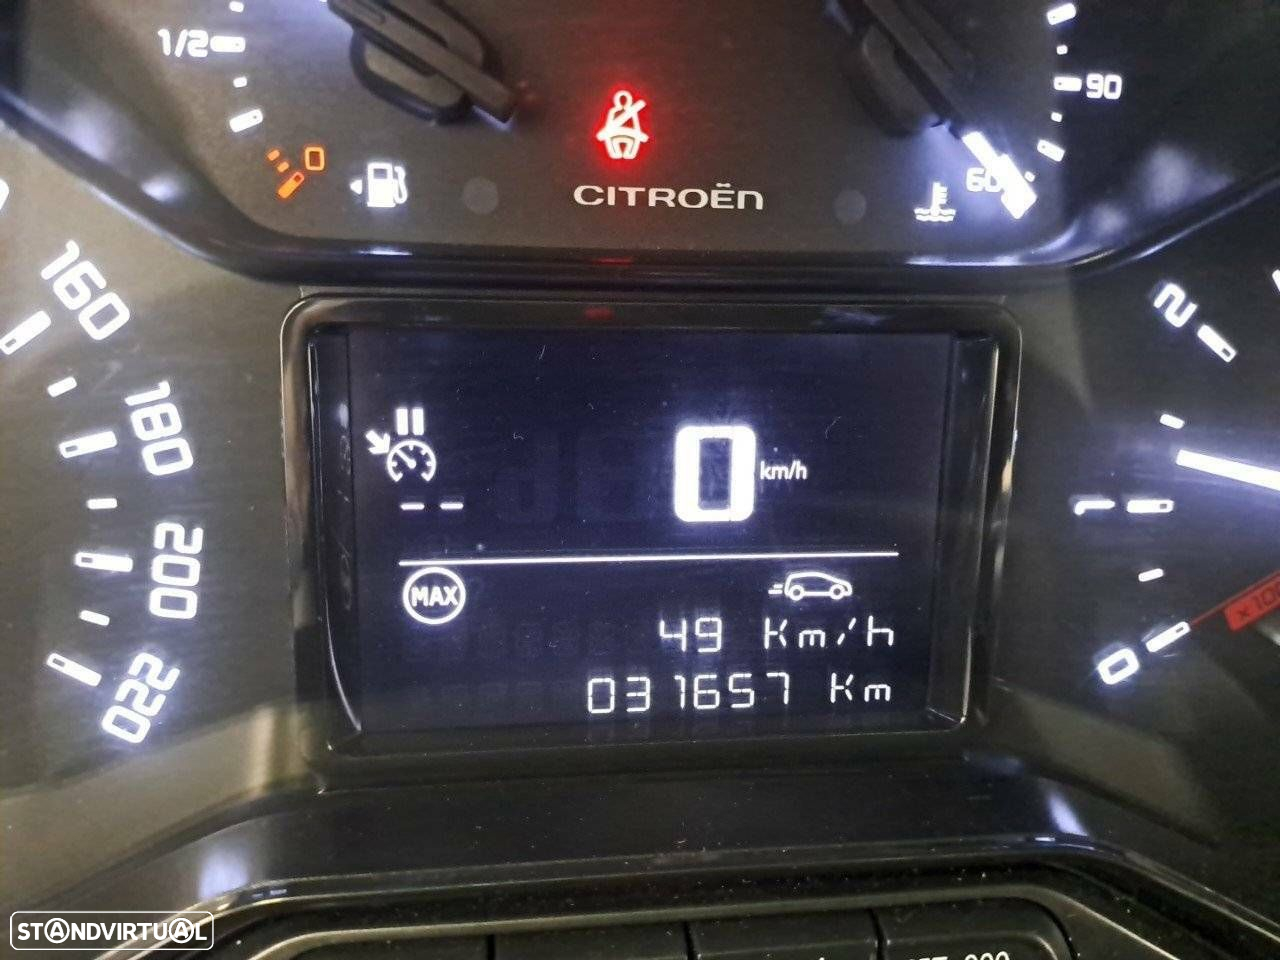 1/2
0
90
60
CITROËN
160
180
200
220
2
1
0
0 km/h
-- --
MAX
49 Km/h
031657 Km
STANDVIRTUAL